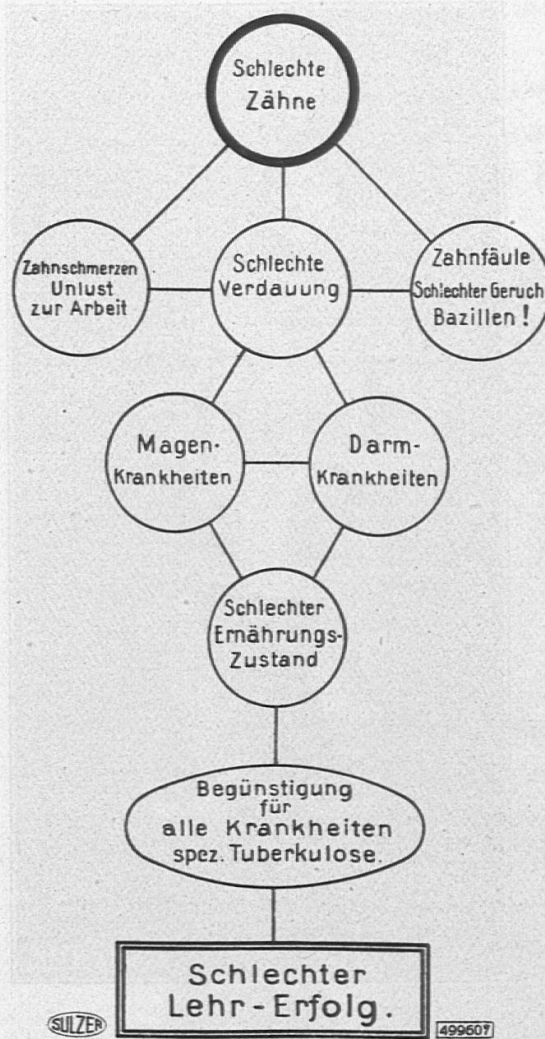 Schlechte
Zähne
Zahnschmerzen
Unlust
zur Arbeit
Schlechte
Verdauung
Zahnfäule
Schlechter Geruch
Bazillen!
Magen-
Krankheiten
Darm-
Krankheiten
Schlechter
Ernährungs-
Zustand
Begünstigung
für
alle Krankheiten
spez. Tuberkulose.
Schlechter
Lehr-Erfolg.
SULZER
499607